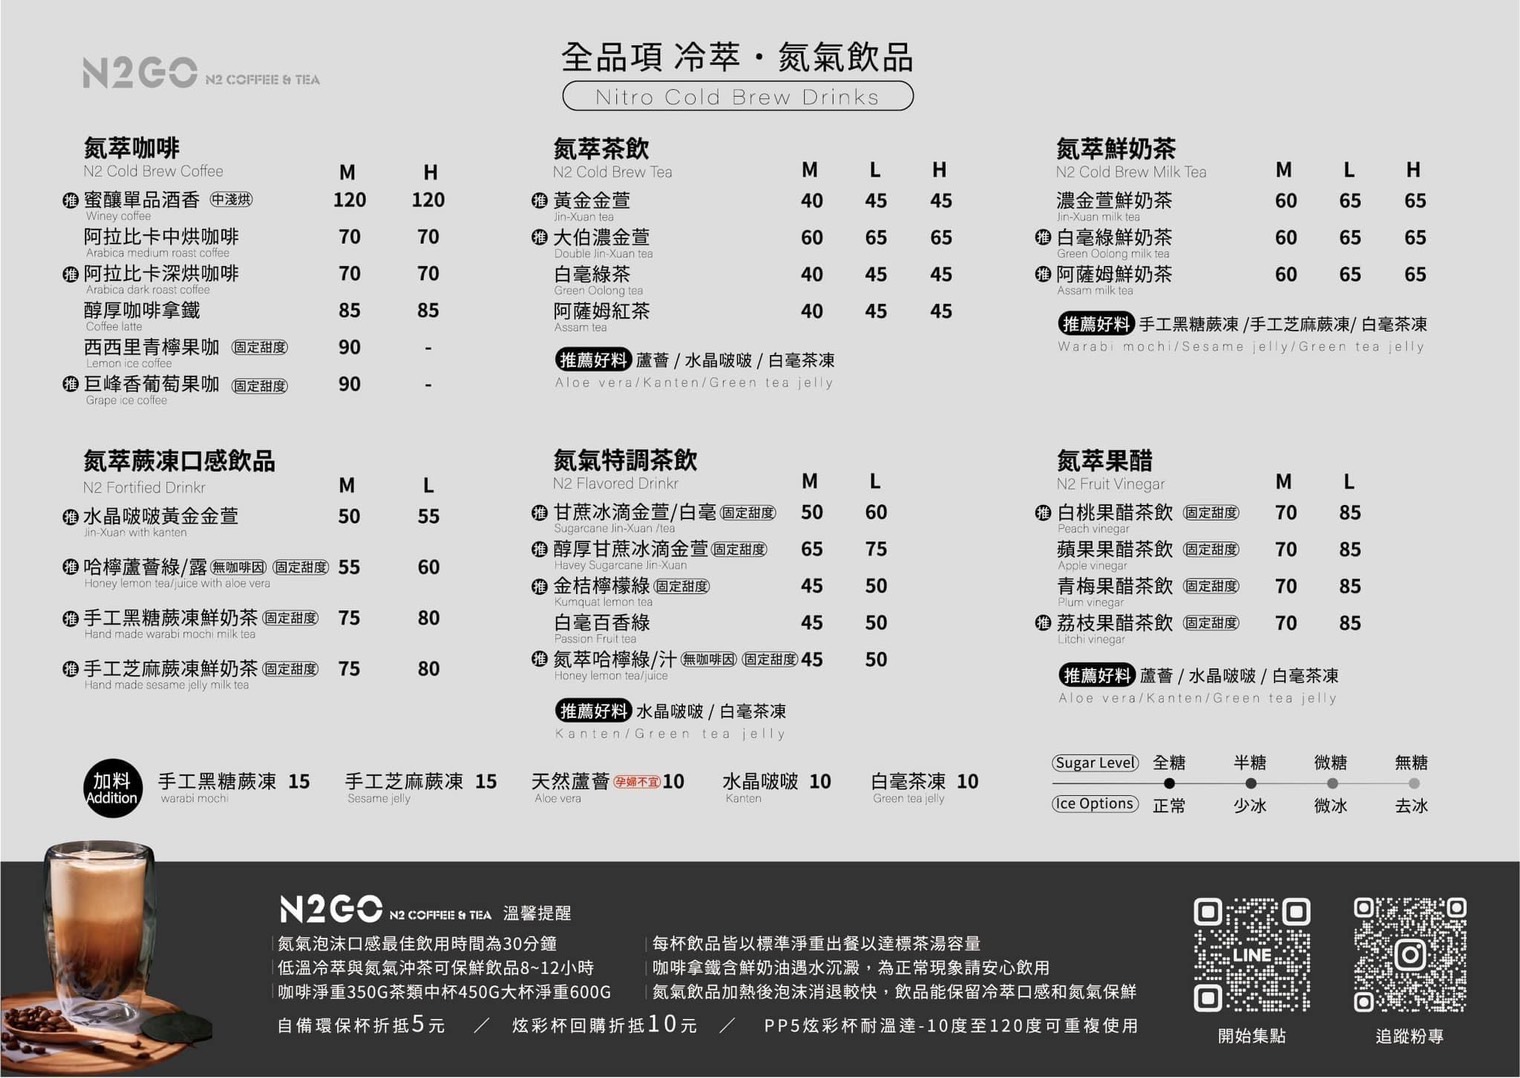 N2GO N2 COFFEE & TEA
全品項 冷萃・氮氣飲品
Nitro Cold Brew Drinks
氮萃咖啡
N2 Cold Brew Coffee M H
推 蜜釀單品酒香 中淺烘 120 120
Winey coffee
阿拉比卡中烘咖啡 70 70
Arabica medium roast coffee
推 阿拉比卡深烘咖啡 70 70
Arabica dark roast coffee
醇厚咖啡拿鐵 85 85
Coffee latte
西西里青檸果咖 固定甜度 90 -
Lemon ice coffee
推 巨峰香葡萄果咖 固定甜度 90 -
Grape ice coffee
氮萃茶飲
N2 Cold Brew Tea M L H
推 黃金金萱 40 45 45
Jin-Xuan tea
推 大伯濃金萱 60 65 65
Double Jin-Xuan tea
白毫綠茶 40 45 45
Green Oolong tea
阿薩姆紅茶 40 45 45
Assam tea
推薦好料 蘆薈 / 水晶啵啵 / 白毫茶凍
Aloe vera/Kanten/Green tea jelly
氮萃鮮奶茶
N2 Cold Brew Milk Tea M L H
濃金萱鮮奶茶 60 65 65
Jin-Xuan milk tea
推 白毫綠鮮奶茶 60 65 65
Green Oolong milk tea
推 阿薩姆鮮奶茶 60 65 65
Assam milk tea
推薦好料 手工黑糖蕨凍 /手工芝麻蕨凍/ 白毫茶凍
Warabi mochi/Sesame jelly/Green tea jelly
氮萃蕨凍口感飲品
N2 Fortified Drinkr M L
推 水晶啵啵黃金金萱 50 55
Jin-Xuan with kanten
推 哈檸蘆薈綠/露 無咖啡因 固定甜度 55 60
Honey lemon tea/juice with aloe vera
推 手工黑糖蕨凍鮮奶茶 固定甜度 75 80
Hand made warabi mochi milk tea
推 手工芝麻蕨凍鮮奶茶 固定甜度 75 80
Hand made sesame jelly milk tea
氮氣特調茶飲
N2 Flavored Drinkr M L
推 甘蔗冰滴金萱/白毫 固定甜度 50 60
Sugarcane Jin-Xuan /tea
推 醇厚甘蔗冰滴金萱 固定甜度 65 75
Havey Sugarcane Jin-Xuan
推 金桔檸檬綠 固定甜度 45 50
Kumquat lemon tea
白毫百香綠 45 50
Passion Fruit tea
推 氮萃哈檸綠/汁 無咖啡因 固定甜度 45 50
Honey lemon tea/juice
推薦好料 水晶啵啵 / 白毫茶凍
Kanten/Green tea jelly
氮萃果醋
N2 Fruit Vinegar M L
推 白桃果醋茶飲 固定甜度 70 85
Peach vinegar
蘋果果醋茶飲 固定甜度 70 85
Apple vinegar
青梅果醋茶飲 固定甜度 70 85
Plum vinegar
推 荔枝果醋茶飲 固定甜度 70 85
Litchi vinegar
推薦好料 蘆薈 / 水晶啵啵 / 白毫茶凍
Aloe vera/Kanten/Green tea jelly
加料 手工黑糖蕨凍 15 手工芝麻蕨凍 15 天然蘆薈 孕婦不宜 10 水晶啵啵 10 白毫茶凍 10
Addition warabi mochi Sesame jelly Aloe vera Kanten Green tea jelly
Sugar Level 全糖 半糖 微糖 無糖
Ice Options 正常 少冰 微冰 去冰
N2GO N2 COFFEE & TEA 溫馨提醒
氮氣泡沫口感最佳飲用時間為30分鐘
低溫冷萃與氮氣沖茶可保鮮飲品8~12小時
咖啡淨重350G茶類中杯450G大杯淨重600G
每杯飲品皆以標準淨重出餐以達標茶湯容量
咖啡拿鐵含鮮奶油遇水沉澱，為正常現象請安心飲用
氮氣飲品加熱後泡沫消退較快，飲品能保留冷萃口感和氮氣保鮮
自備環保杯折抵5元 ／ 炫彩杯回購折抵10元 ／ PP5炫彩杯耐溫達-10度至120度可重複使用
LINE
開始集點
追蹤粉專